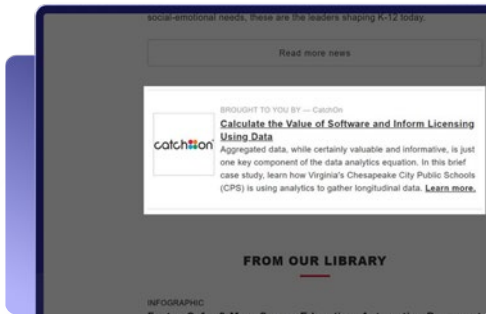 social-emotional needs, these are the leaders shaping K-12 today.
Read more news
BROUGHT TO YOU BY — CatchOn
catchon
Calculate the Value of Software and Inform Licensing
Using Data
Aggregated data, while certainly valuable and informative, is just
one key component of the data analytics equation. In this brief
case study, learn how Virginia's Chesapeake City Public Schools
(CPS) is using analytics to gather longitudinal data. Learn more.
FROM OUR LIBRARY
INFOGRAPHIC